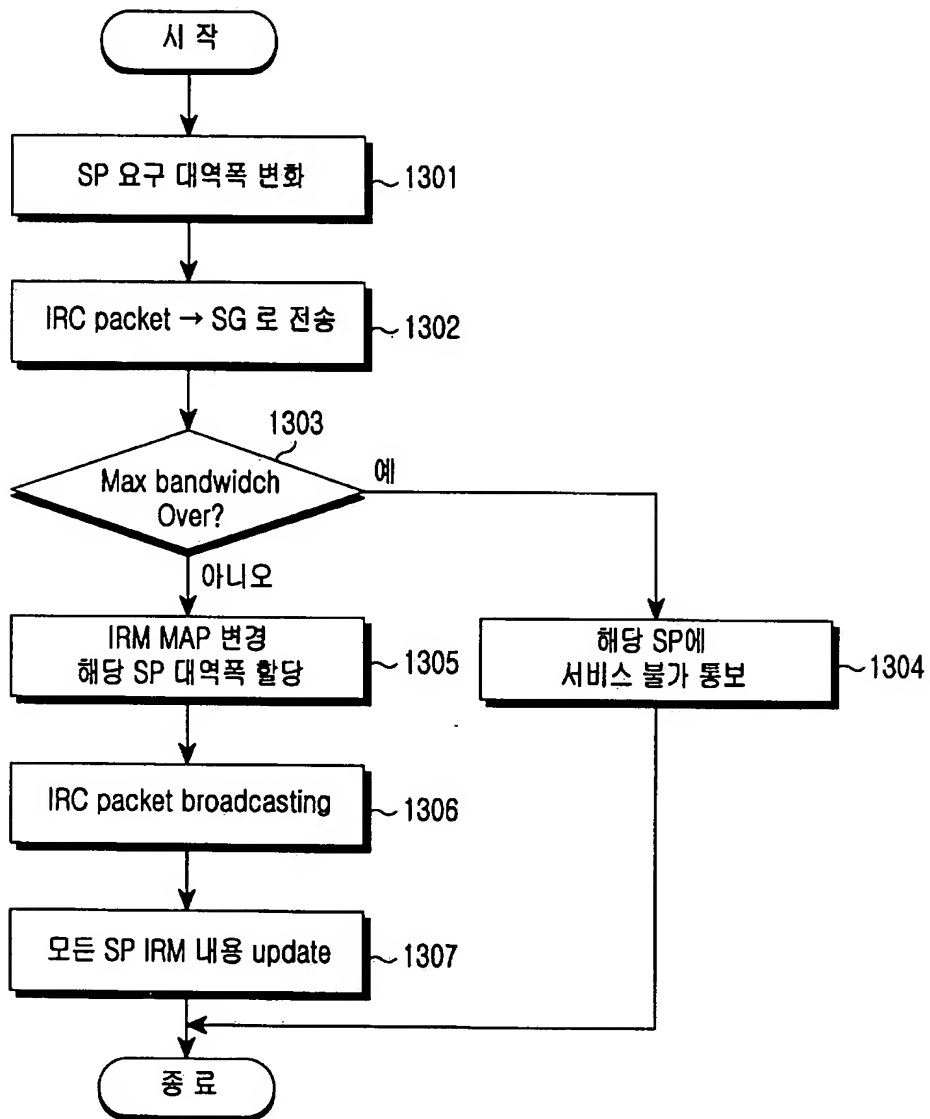 시 작
SP 요구 대역폭 변화
1301
IRC packet → SG 로 전송
1302
1303
Max bandwidch
Over?
예
아니오
IRM MAP 변경
해당 SP 대역폭 할당
1305
해당 SP에
서비스 불가 통보
1304
IRC packet broadcasting
1306
모든 SP IRM 내용 update
1307
종 료